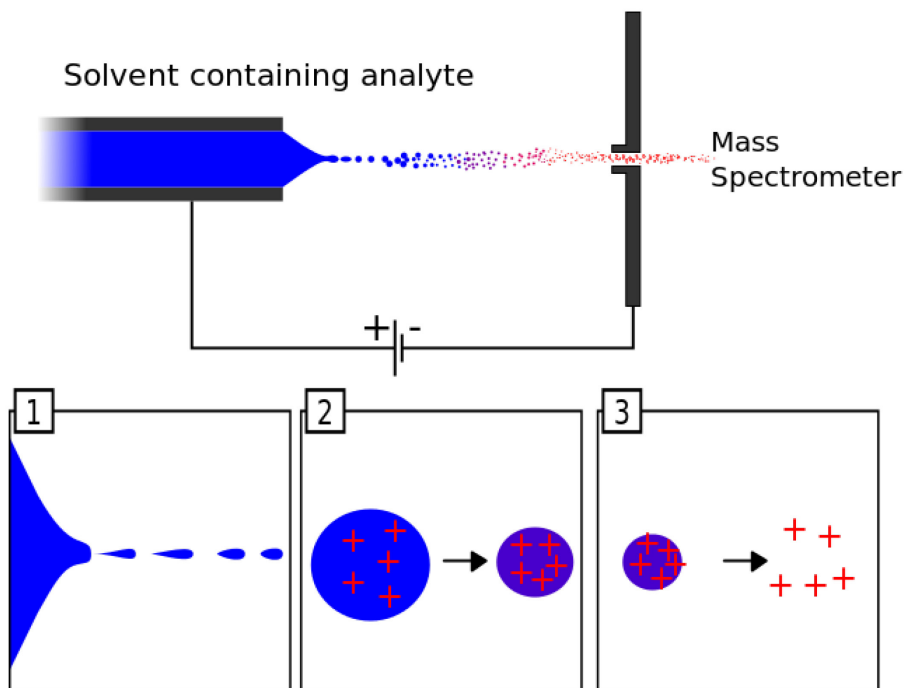 Solvent containing analyte
Mass
Spectrometer
+ -
1
2
3